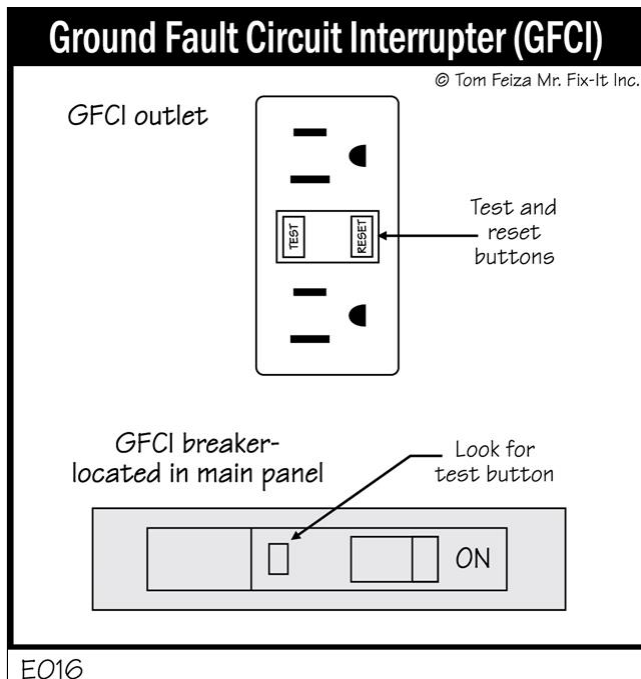 Ground Fault Circuit Interrupter (GFCI)
© Tom Feiza Mr. Fix-It Inc.
GFCI outlet
TEST
RESET
Test and
reset
buttons
GFCI breaker-
located in main panel
Look for
test button
ON
E016